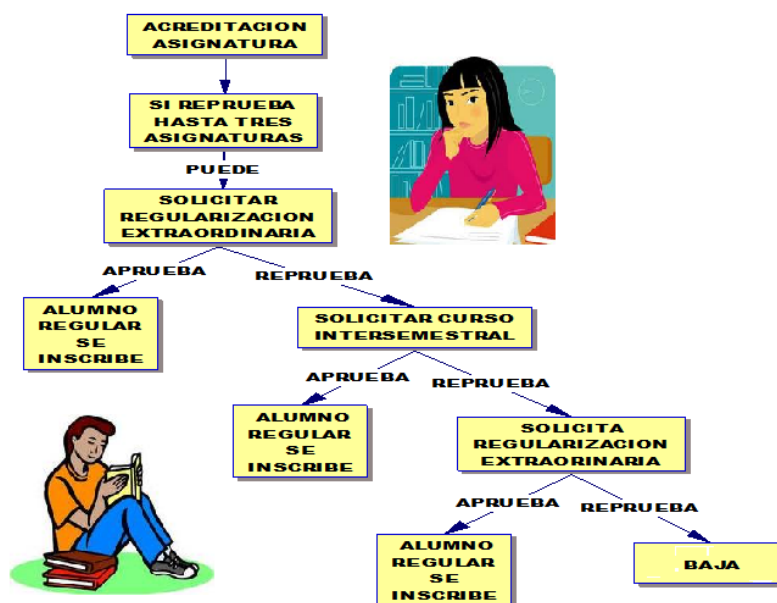 ACREDITACION
ASIGNATURA
SI REPRUEBA
HASTA TRES
ASIGNATURAS
PUEDE
SOLICITAR
REGULARIZACION
EXTRAORDINARIA
APRUEBA
REPRUEBA
ALUMNO
REGULAR
SE
INSCRIBE
SOLICITAR CURSO
INTERSEMESTRAL
APRUEBA
REPRUEBA
ALUMNO
REGULAR
SE
INSCRIBE
SOLICITA
REGULARIZACION
EXTRAORINARIA
APRUEBA
REPRUEBA
ALUMNO
REGULAR
SE
INSCRIBE
BAJA